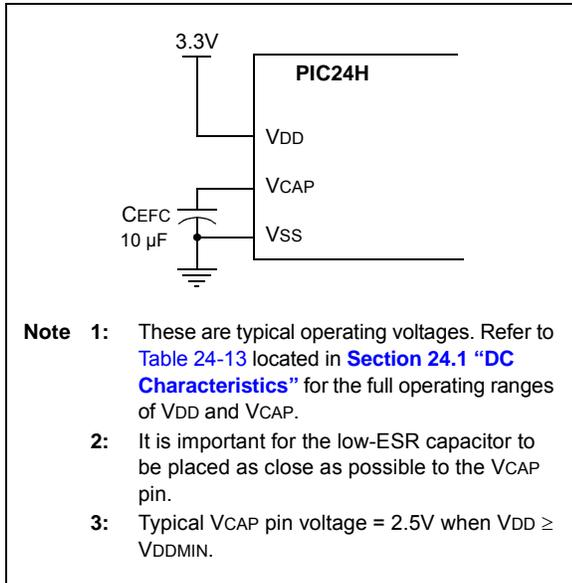 3.3V
PIC24H
VDD
VCAP
CEFC
10 µF
VSS
Note 1: These are typical operating voltages. Refer to
Table 24-13 located in Section 24.1 “DC
Characteristics” for the full operating ranges
of VDD and VCAP.
2: It is important for the low-ESR capacitor to
be placed as close as possible to the VCAP
pin.
3: Typical VCAP pin voltage = 2.5V when VDD ≥
VDDMIN.